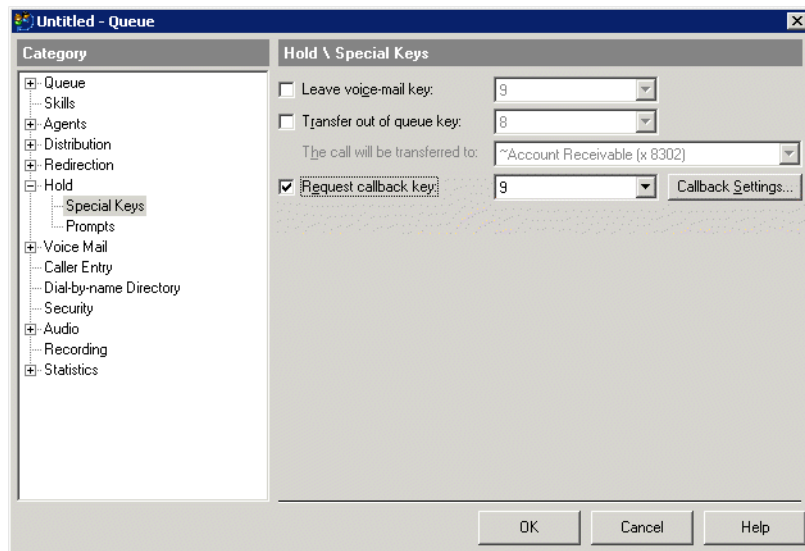 Untitled - Queue
Category
Queue
Skills
Agents
Distribution
Redirection
Hold
Special Keys
Prompts
Voice Mail
Caller Entry
Dial-by-name Directory
Security
Audio
Recording
Statistics
Hold \ Special Keys
Leave voice-mail key: 9
Transfer out of queue key: 8
The call will be transferred to: ~Account Receivable (x 8302)
Request callback key: 9 Callback Settings...
OK Cancel Help